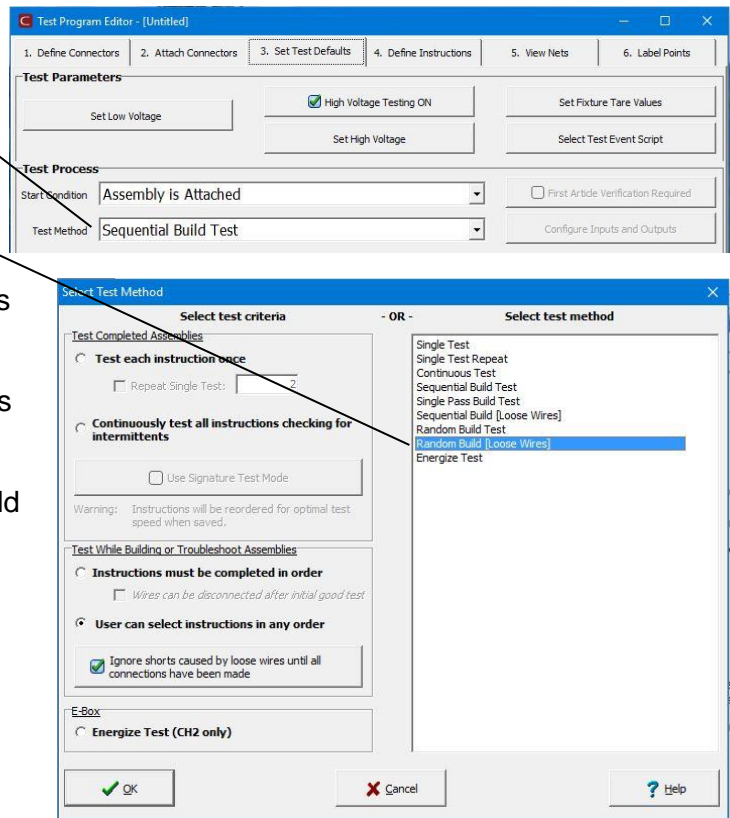 Test Program Editor - [Untitled]
1. Define Connectors 2. Attach Connectors 3. Set Test Defaults 4. Define Instructions 5. View Nets 6. Label Points
Test Parameters
Set Low Voltage
High Voltage Testing ON
Set Fixture Tare Values
Set High Voltage
Select Test Event Script
Test Process
Start Condition Assembly is Attached
First Article Verification Required
Test Method Sequential Build Test
Configure Inputs and Outputs
s
s
ld
Select Test Method
Select test criteria - OR - Select test method
Test Completed Assemblies
Test each instruction once
Repeat Single Test: 2
Continuously test all instructions checking for
intermittents
Use Signature Test Mode
Warning: Instructions will be reordered for optimal test
speed when saved.
Test While Building or Troubleshoot Assemblies
Instructions must be completed in order
Wires can be disconnected after initial good test
User can select instructions in any order
Ignore shorts caused by loose wires until all
connections have been made
E-Box
Energize Test (CH2 only)
Single Test
Single Test Repeat
Continuous Test
Sequential Build Test
Single Pass Build Test
Sequential Build [Loose Wires]
Random Build Test
Random Build [Loose Wires]
Energize Test
OK
Cancel
Help